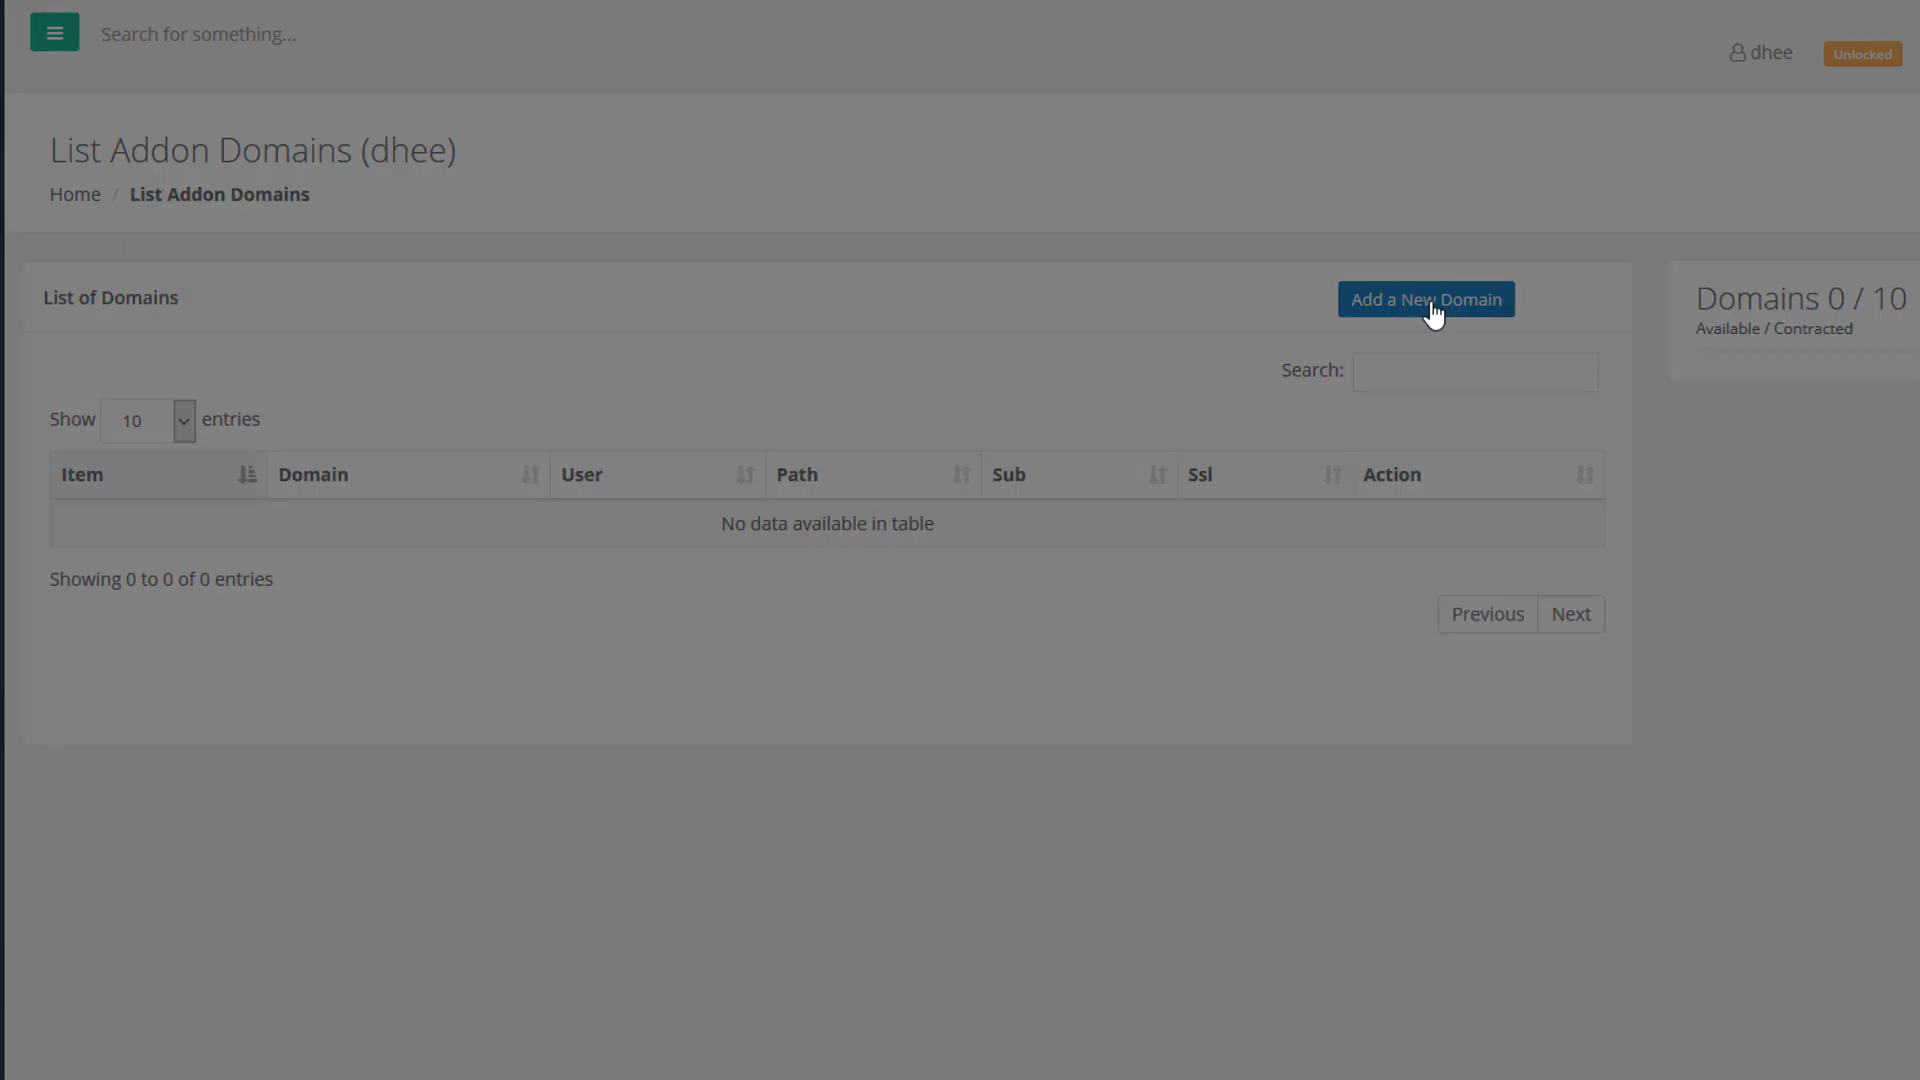 Search for something...
dhee
Unlocked
List Addon Domains (dhee)
Home / List Addon Domains
List of Domains
Add a New Domain
Domains 0 / 10
Available / Contracted
Search:
Show 10 entries
Item Domain User Path Sub Ssl Action
No data available in table
Showing 0 to 0 of 0 entries
Previous Next